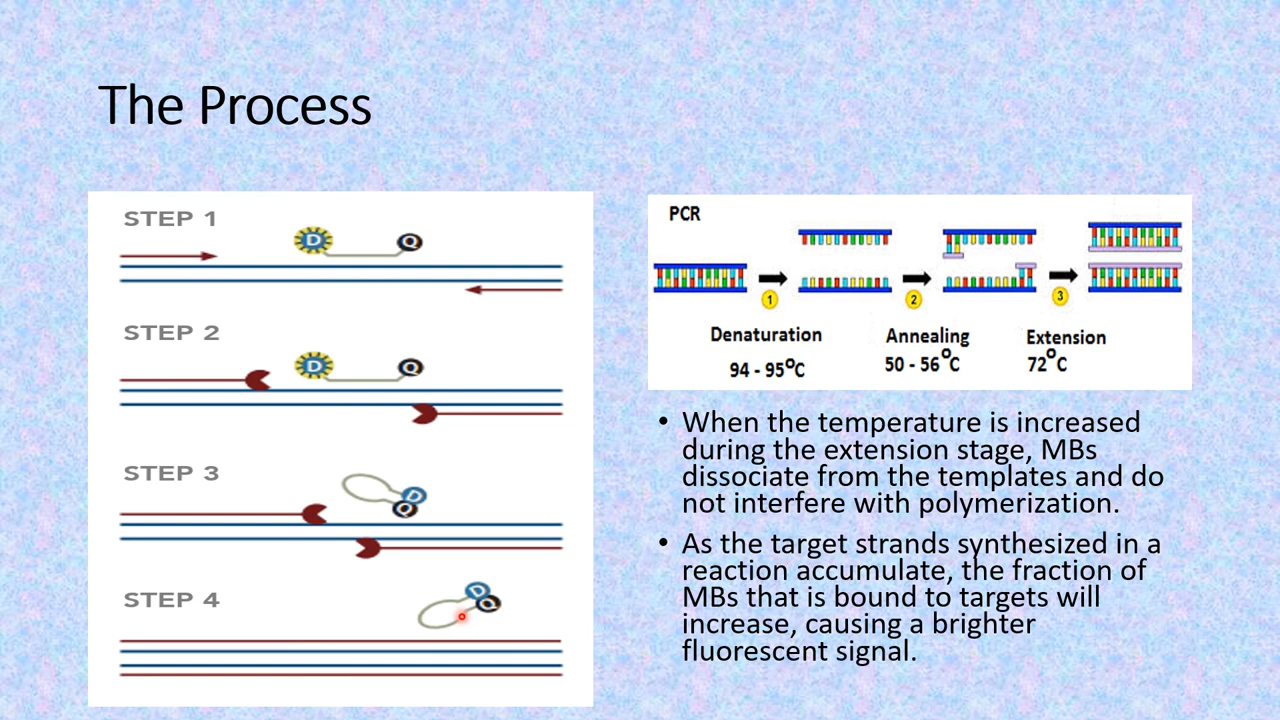 The Process
STEP 1
D
Q
STEP 2
D
Q
STEP 3
D
Q
STEP 4
D
Q
PCR
1
2
3
Denaturation
Annealing
Extension
94 - 95°C
50 - 56°C
72°C
• When the temperature is increased
during the extension stage, MBs
dissociate from the templates and do
not interfere with polymerization.
• As the target strands synthesized in a
reaction accumulate, the fraction of
MBs that is bound to targets will
increase, causing a brighter
fluorescent signal.